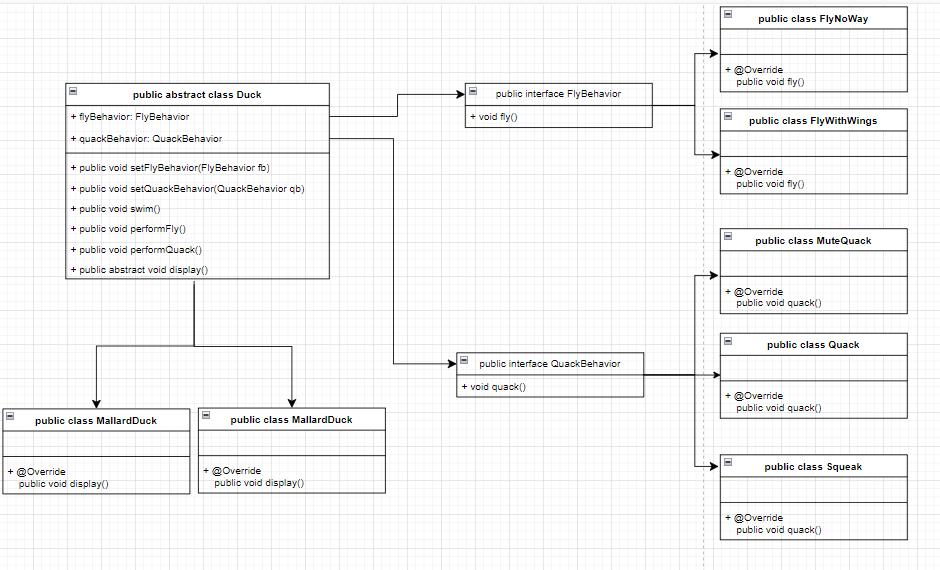 public class FlyNoWay
+ @Override
public void fly()
public abstract class Duck
+ flyBehavior: FlyBehavior
+ quackBehavior: QuackBehavior
+ public void setFlyBehavior(FlyBehavior fb)
+ public void setQuackBehavior(QuackBehavior qb)
+ public void swim()
+ public void performFly()
+ public void performQuack()
+ public abstract void display()
public interface FlyBehavior
+ void fly()
public class FlyWithWings
+ @Override
public void fly()
public class MuteQuack
+ @Override
public void quack()
public interface QuackBehavior
+ void quack()
public class Quack
+ @Override
public void quack()
public class MallardDuck
+ @Override
public void display()
public class MallardDuck
+ @Override
public void display()
public class Squeak
+ @Override
public void quack()